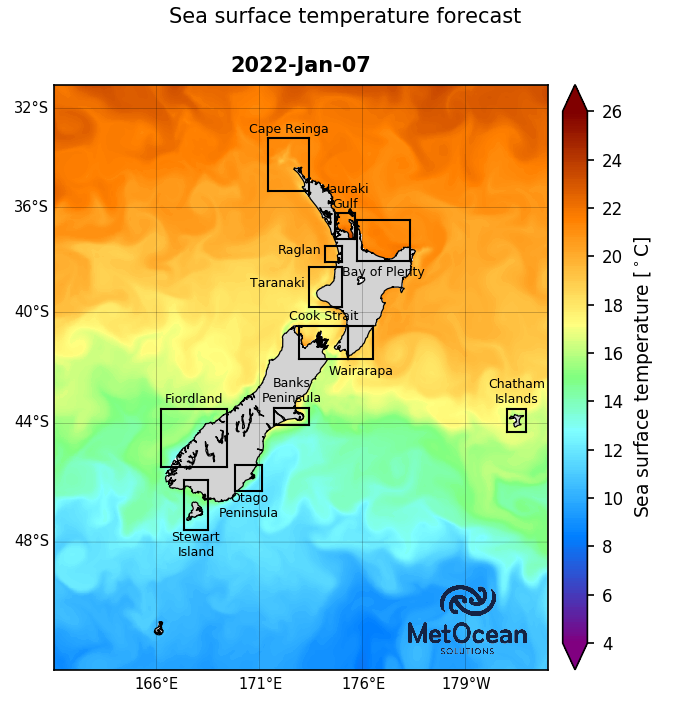 Sea surface temperature forecast
2022-Jan-07
32°S
36°S
40°S
44°S
48°S
166°E
171°E
176°E
179°W
Cape Reinga
Hauraki
Gulf
Raglan
Bay of Plenty
Taranaki
Cook Strait
Wairarapa
Banks
Peninsula
Fiordland
Chatham
Islands
Otago
Peninsula
Stewart
Island
MetOcean
SOLUTIONS
26
24
22
20
18
16
14
12
10
8
6
4
Sea surface temperature [°C]